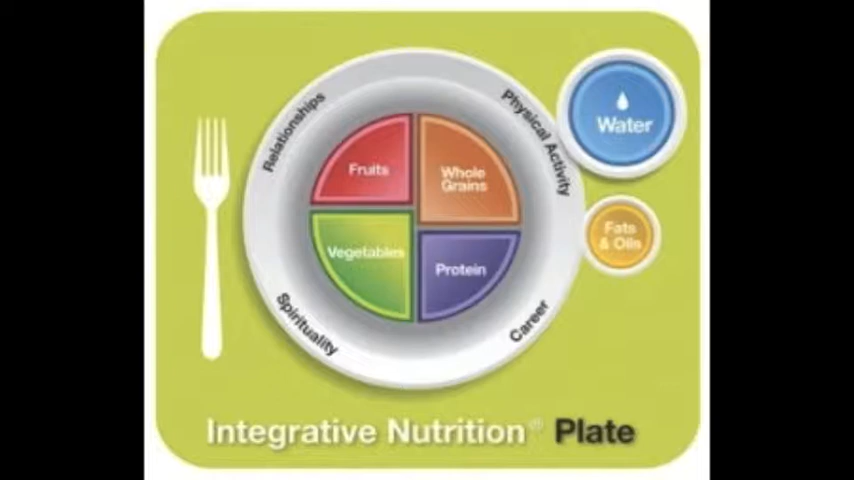 Relationships
Physical Activity
Water
Fruits
Whole
Grains
Fats
& Oils
Vegetables
Protein
Spirituality
Career
Integrative Nutrition® Plate